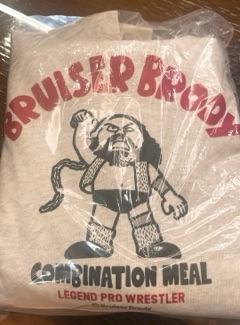 BRUISER BRODY
COMBINATION MEAL
LEGEND PRO WRESTLER